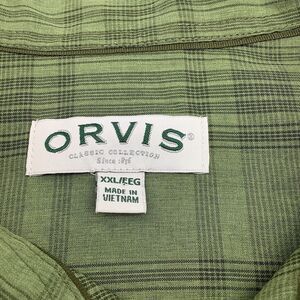 ORVIS®
CLASSIC COLLECTION
Since 1856
XXL/EEG
MADE IN
VIETNAM